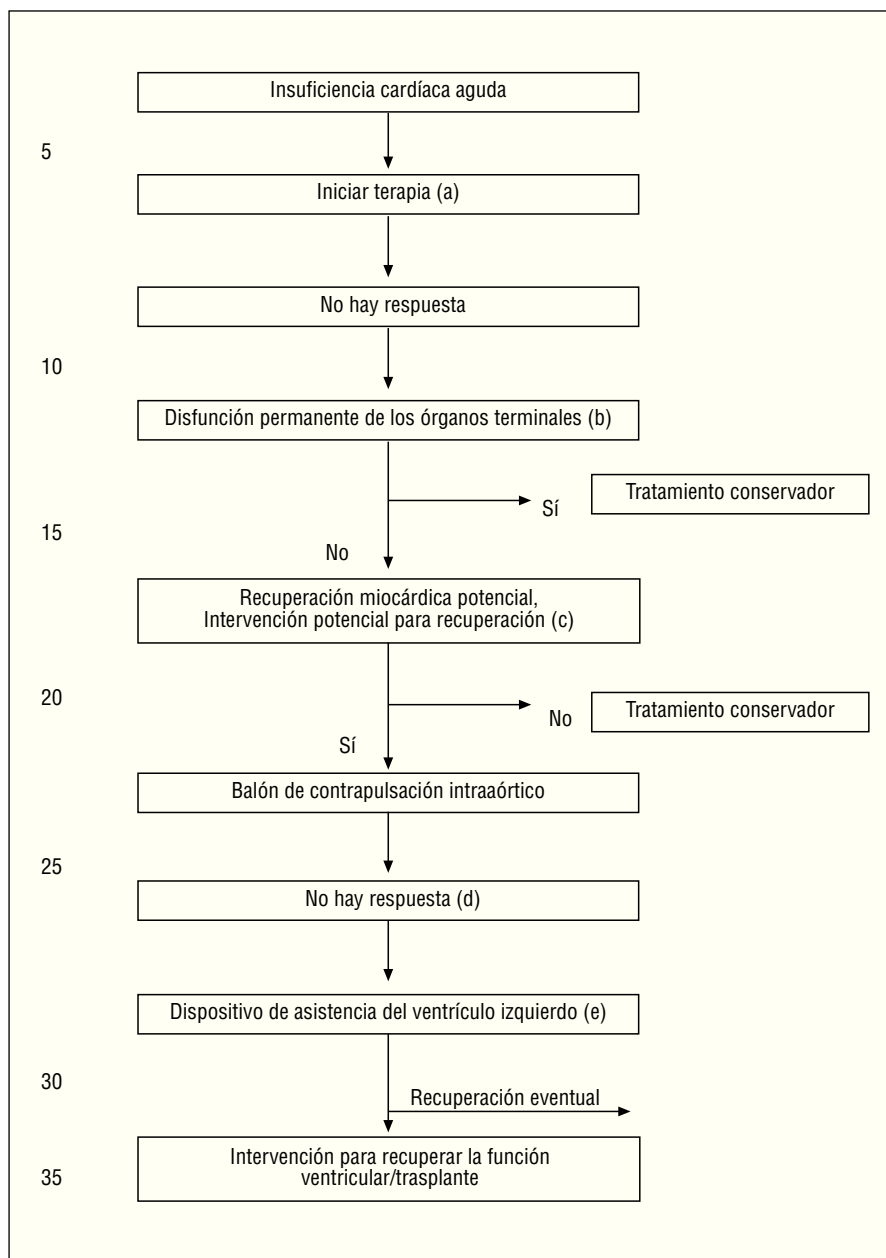 Insuficiencia cardíaca aguda
5
Iniciar terapia (a)
No hay respuesta
10
Disfunción permanente de los órganos terminales (b)
Sí
Tratamiento conservador
15
No
Recuperación miocárdica potencial,
Intervención potencial para recuperación (c)
20
No
Tratamiento conservador
Sí
Balón de contrapulsación intraaórtico
25
No hay respuesta (d)
Dispositivo de asistencia del ventrículo izquierdo (e)
30
Recuperación eventual
Intervención para recuperar la función
35
ventricular/trasplante